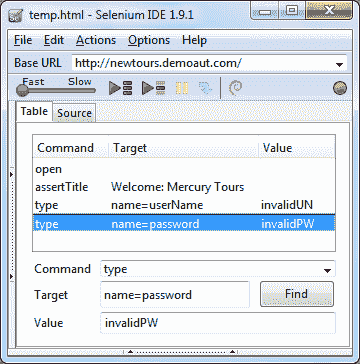 temp.html - Selenium IDE 1.9.1
File Edit Actions Options Help
Base URL http://newtours.demoaut.com/
Fast Slow
Table Source
Command Target Value
open
assertTitle Welcome: Mercury Tours
type name=userName invalidUN
type name=password invalidPW
Command type
Target name=password Find
Value invalidPW